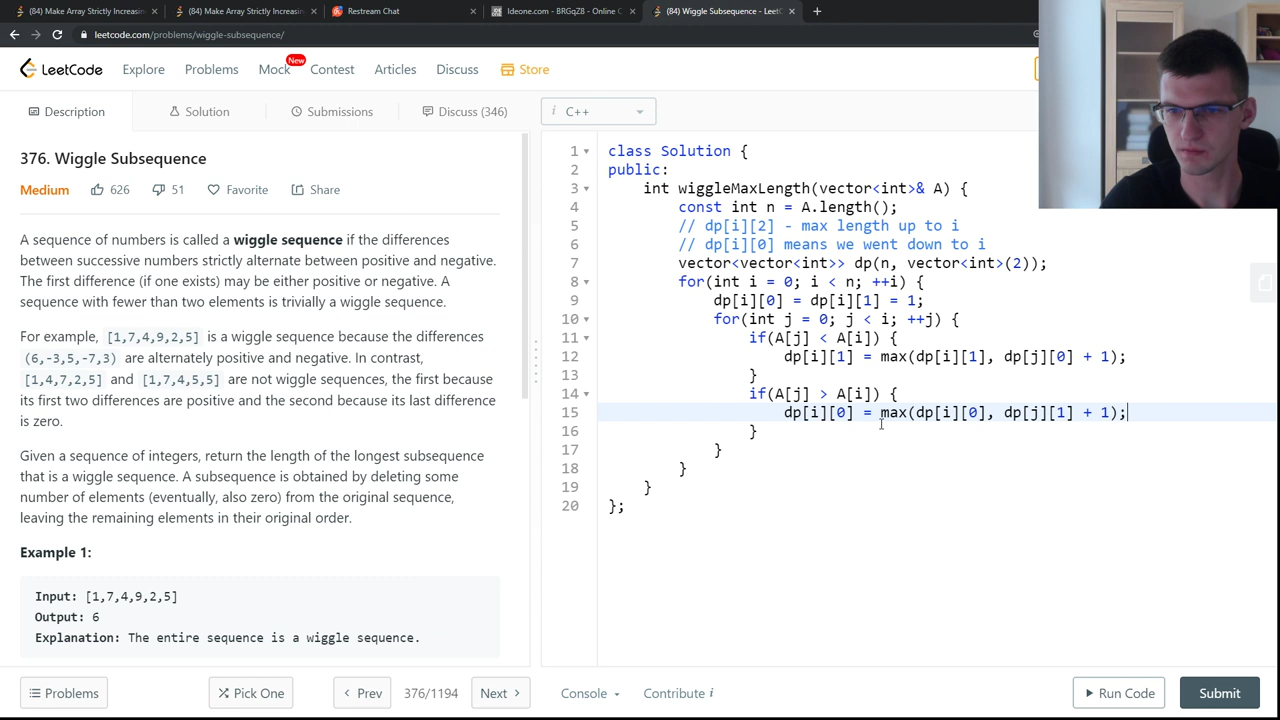 (84) Make Array Strictly Increasin
(84) Make Array Strictly Increasin
Restream Chat
Ideone.com - BRGqZ8 - Online C
(84) Wiggle Subsequence - LeetC
leetcode.com/problems/wiggle-subsequence/
LeetCode
Explore
Problems
Mock
New
Contest
Articles
Discuss
Store
Description
Solution
Submissions
Discuss (346)
i C++
376. Wiggle Subsequence
Medium
626
51
Favorite
Share
A sequence of numbers is called a wiggle sequence if the differences
between successive numbers strictly alternate between positive and negative.
The first difference (if one exists) may be either positive or negative. A
sequence with fewer than two elements is trivially a wiggle sequence.
For example, [1,7,4,9,2,5] is a wiggle sequence because the differences
(6,-3,5,-7,3) are alternately positive and negative. In contrast,
[1,4,7,2,5] and [1,7,4,5,5] are not wiggle sequences, the first because
its first two differences are positive and the second because its last difference
is zero.
Given a sequence of integers, return the length of the longest subsequence
that is a wiggle sequence. A subsequence is obtained by deleting some
number of elements (eventually, also zero) from the original sequence,
leaving the remaining elements in their original order.
Example 1:
Input: [1,7,4,9,2,5]
Output: 6
Explanation: The entire sequence is a wiggle sequence.
1 class Solution {
2 public:
3 int wiggleMaxLength(vector<int>& A) {
4 const int n = A.length();
5 // dp[i][2] - max length up to i
6 // dp[i][0] means we went down to i
7 vector<vector<int>> dp(n, vector<int>(2));
8 for(int i = 0; i < n; ++i) {
9 dp[i][0] = dp[i][1] = 1;
10 for(int j = 0; j < i; ++j) {
11 if(A[j] < A[i]) {
12 dp[i][1] = max(dp[i][1], dp[j][0] + 1);
13 }
14 if(A[j] > A[i]) {
15 dp[i][0] = max(dp[i][0], dp[j][1] + 1);
16 }
17 }
18 }
19 }
20 };
Problems
Pick One
Prev
376/1194
Next
Console
Contribute i
Run Code
Submit